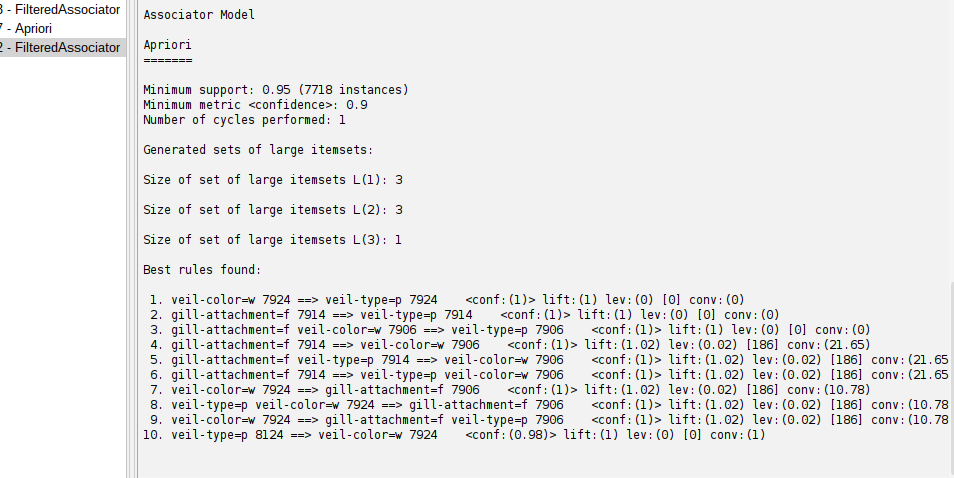 3 - FilteredAssociator
7 - Apriori
2 - FilteredAssociator
Associator Model
Apriori
=======
Minimum support: 0.95 (7718 instances)
Minimum metric <confidence>: 0.9
Number of cycles performed: 1
Generated sets of large itemsets:
Size of set of large itemsets L(1): 3
Size of set of large itemsets L(2): 3
Size of set of large itemsets L(3): 1
Best rules found:
1. veil-color=w 7924 ==> veil-type=p 7924    <conf:(1)> lift:(1) lev:(0) [0] conv:(0)
2. gill-attachment=f 7914 ==> veil-type=p 7914    <conf:(1)> lift:(1) lev:(0) [0] conv:(0)
3. gill-attachment=f veil-color=w 7906 ==> veil-type=p 7906    <conf:(1)> lift:(1) lev:(0) [0] conv:(0)
4. gill-attachment=f 7914 ==> veil-color=w 7906    <conf:(1)> lift:(1.02) lev:(0.02) [186] conv:(21.65)
5. gill-attachment=f veil-type=p 7914 ==> veil-color=w 7906    <conf:(1)> lift:(1.02) lev:(0.02) [186] conv:(21.65
6. gill-attachment=f 7914 ==> veil-type=p veil-color=w 7906    <conf:(1)> lift:(1.02) lev:(0.02) [186] conv:(21.65
7. veil-color=w 7924 ==> gill-attachment=f 7906    <conf:(1)> lift:(1.02) lev:(0.02) [186] conv:(10.78)
8. veil-type=p veil-color=w 7924 ==> gill-attachment=f 7906    <conf:(1)> lift:(1.02) lev:(0.02) [186] conv:(10.78
9. veil-color=w 7924 ==> gill-attachment=f veil-type=p 7906    <conf:(1)> lift:(1.02) lev:(0.02) [186] conv:(10.78
10. veil-type=p 8124 ==> veil-color=w 7924    <conf:(0.98)> lift:(1) lev:(0) [0] conv:(1)